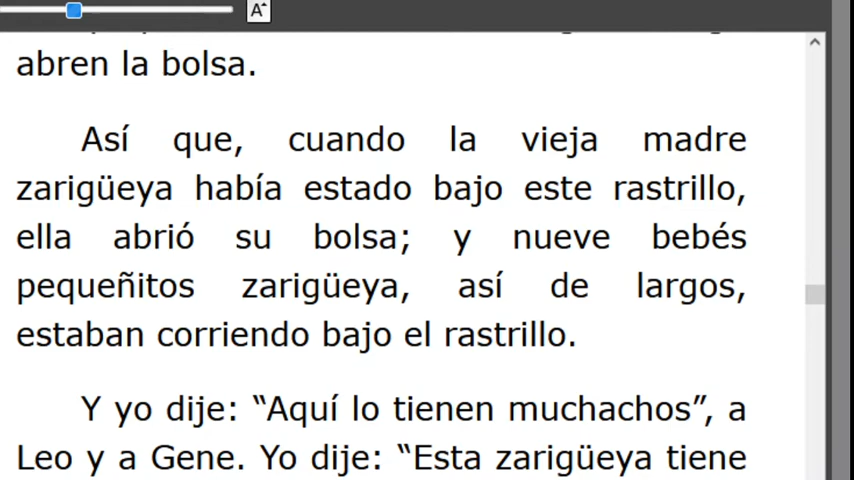 A
abren la bolsa.
Así que, cuando la vieja madre
zarigüeya había estado bajo este rastrillo,
ella abrió su bolsa; y nueve bebés
pequeñitos zarigüeya, así de largos,
estaban corriendo bajo el rastrillo.
Y yo dije: “Aquí lo tienen muchachos”, a
Leo y a Gene. Yo dije: “Esta zarigüeya tiene